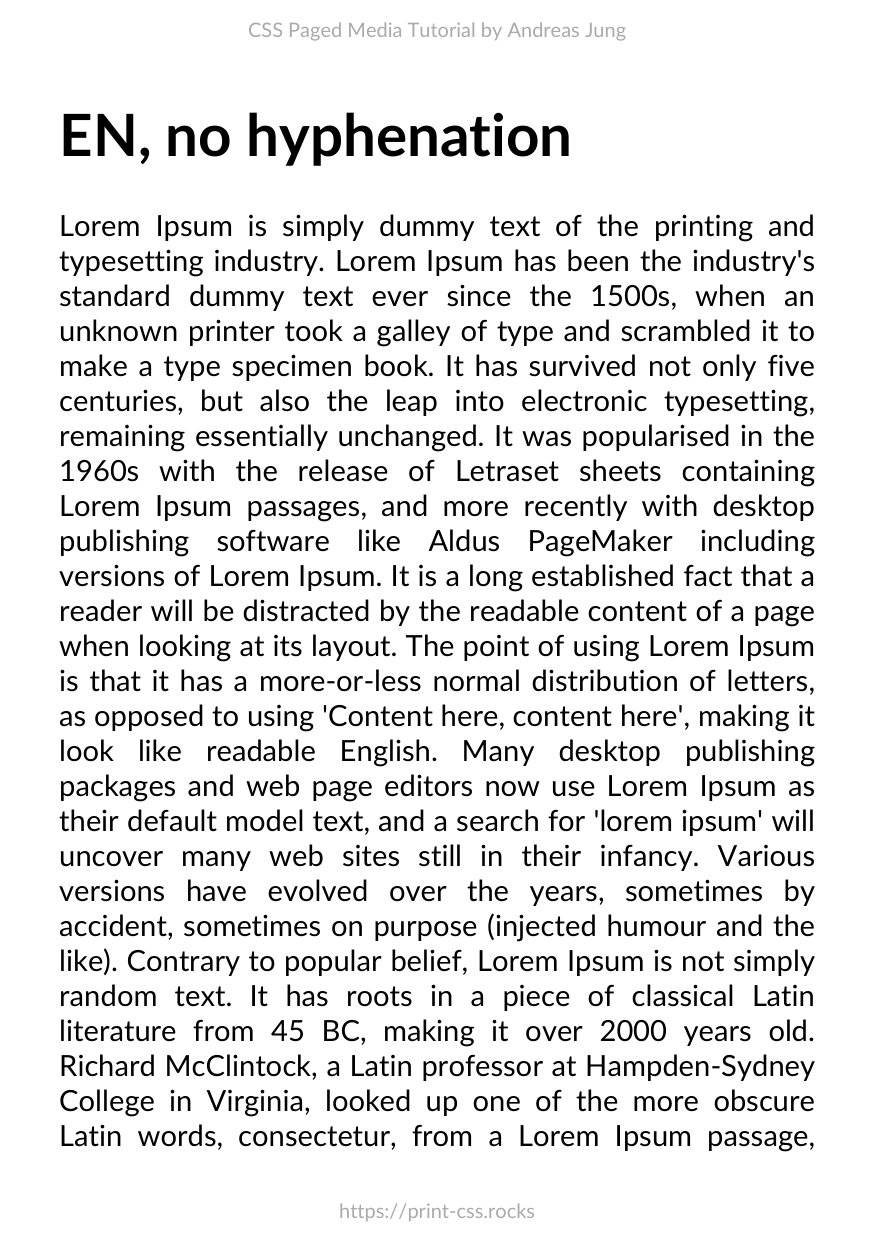 CSS Paged Media Tutorial by Andreas Jung
EN, no hyphenation
Lorem Ipsum is simply dummy text of the printing and
typesetting industry. Lorem Ipsum has been the industry's
standard dummy text ever since the 1500s, when an
unknown printer took a galley of type and scrambled it to
make a type specimen book. It has survived not only five
centuries, but also the leap into electronic typesetting,
remaining essentially unchanged. It was popularised in the
1960s with the release of Letraset sheets containing
Lorem Ipsum passages, and more recently with desktop
publishing software like Aldus PageMaker including
versions of Lorem Ipsum. It is a long established fact that a
reader will be distracted by the readable content of a page
when looking at its layout. The point of using Lorem Ipsum
is that it has a more-or-less normal distribution of letters,
as opposed to using 'Content here, content here', making it
look like readable English. Many desktop publishing
packages and web page editors now use Lorem Ipsum as
their default model text, and a search for 'lorem ipsum' will
uncover many web sites still in their infancy. Various
versions have evolved over the years, sometimes by
accident, sometimes on purpose (injected humour and the
like). Contrary to popular belief, Lorem Ipsum is not simply
random text. It has roots in a piece of classical Latin
literature from 45 BC, making it over 2000 years old.
Richard McClintock, a Latin professor at Hampden-Sydney
College in Virginia, looked up one of the more obscure
Latin words, consectetur, from a Lorem Ipsum passage,
https://print-css.rocks